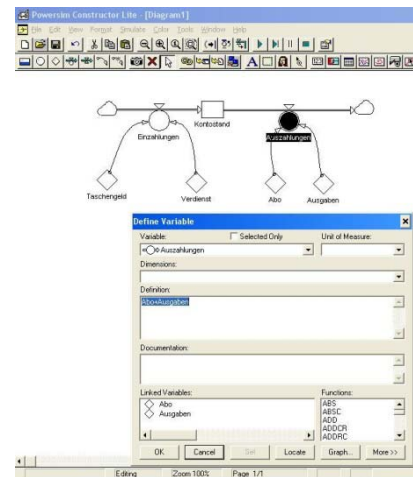 Powersim Constructor Lite - [Diagram1]
File Edit View Format Simulate Color Tools Window Help
Einzahlungen
Kontostand
Auszahlungen
Taschengeld
Verdienst
Abo
Ausgaben
Define Variable
Variable:
Selected Only
Unit of Measure:
Auszahlungen
Dimensions:
Definition:
Abo+Ausgaben
Documentation:
Linked Variables:
Functions:
Abo
Ausgaben
ABS
ABSC
ADD
ADDCR
ADDRC
OK Cancel Set Locate Graph... More >>
Editing Zoom 100% Page 1/1